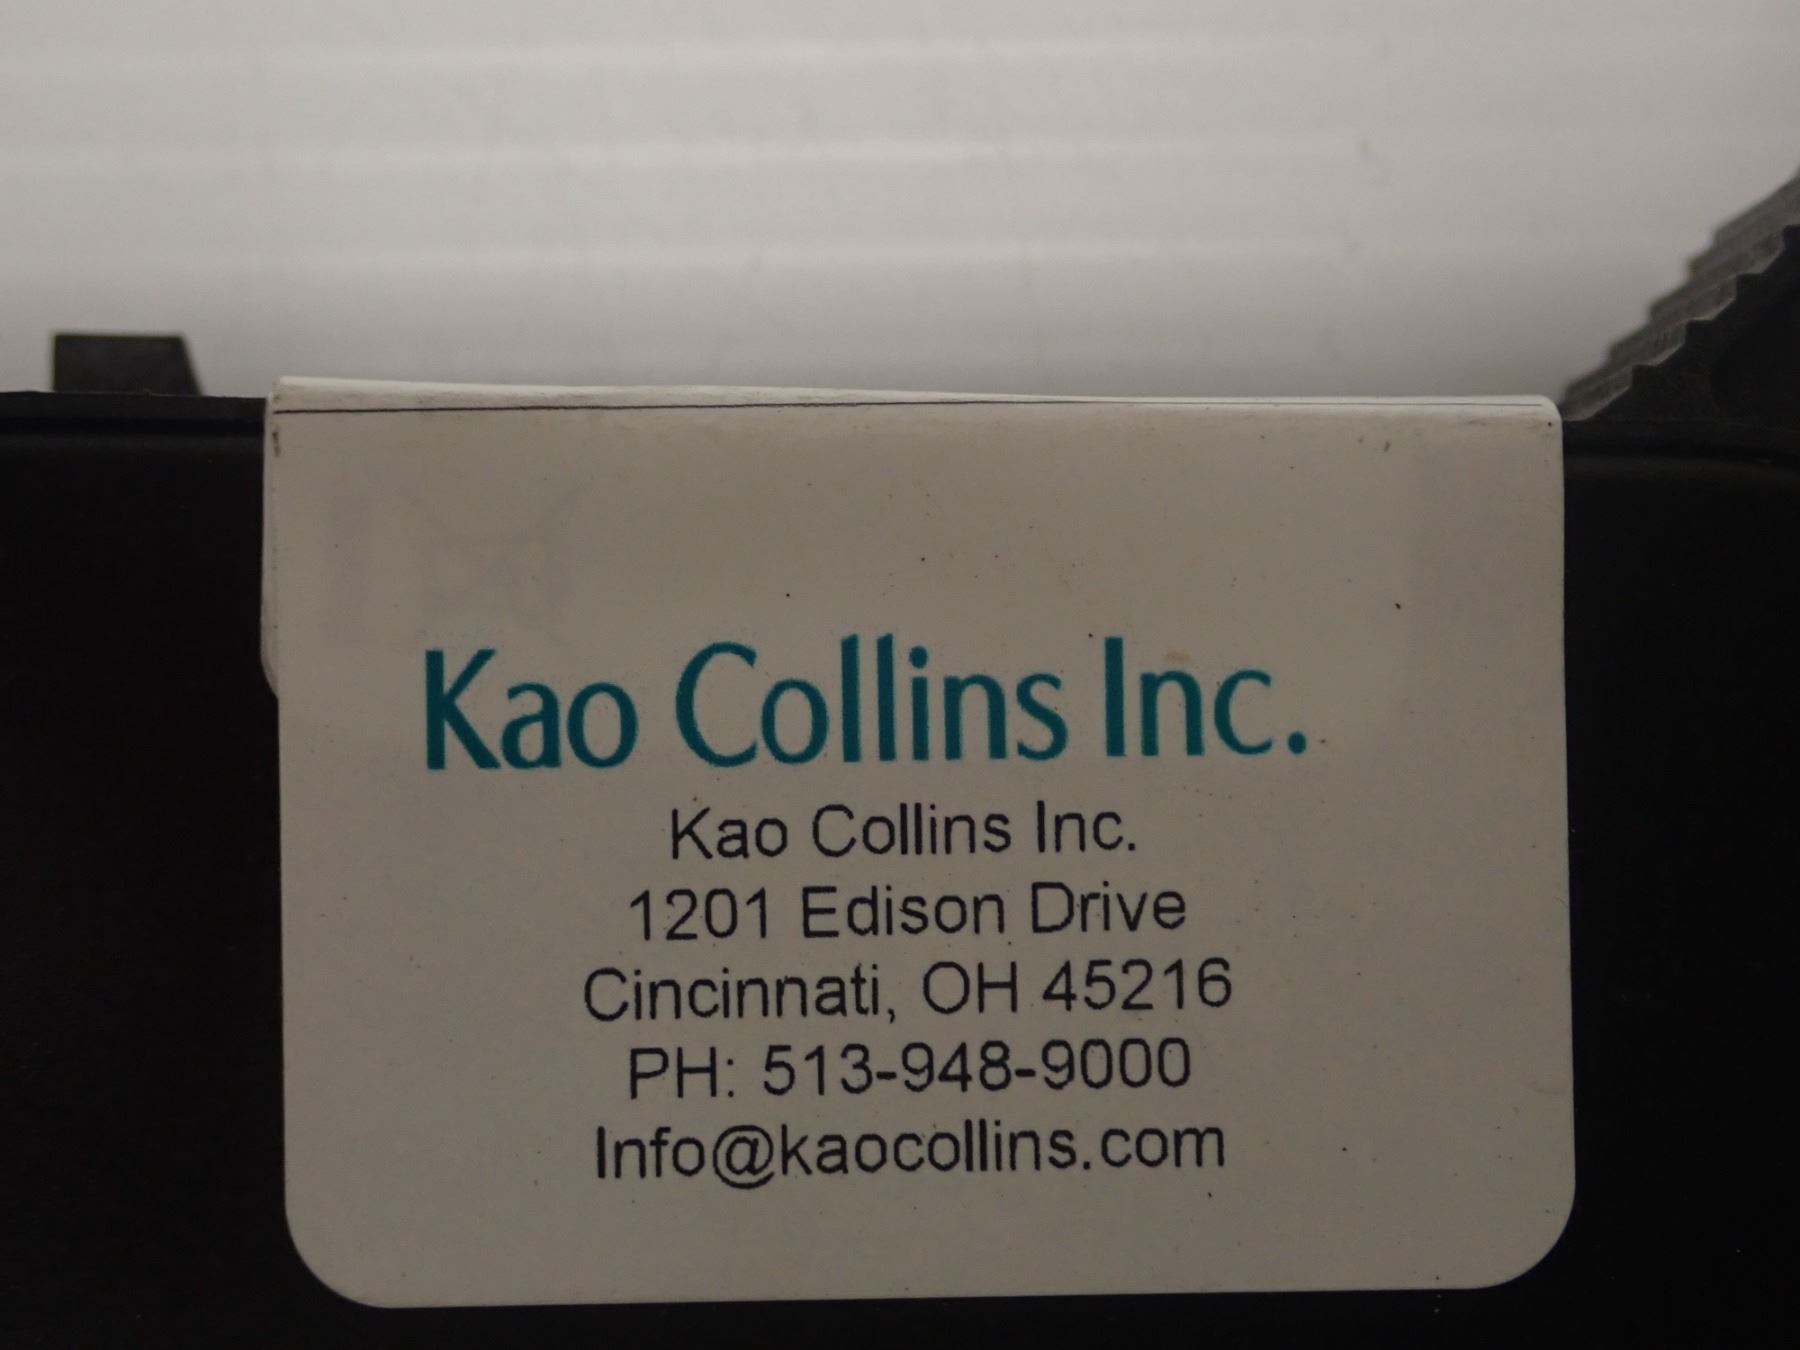 Kao Collins Inc.
Kao Collins Inc.
1201 Edison Drive
Cincinnati, OH 45216
PH: 513-948-9000
Info@kaocollins.com